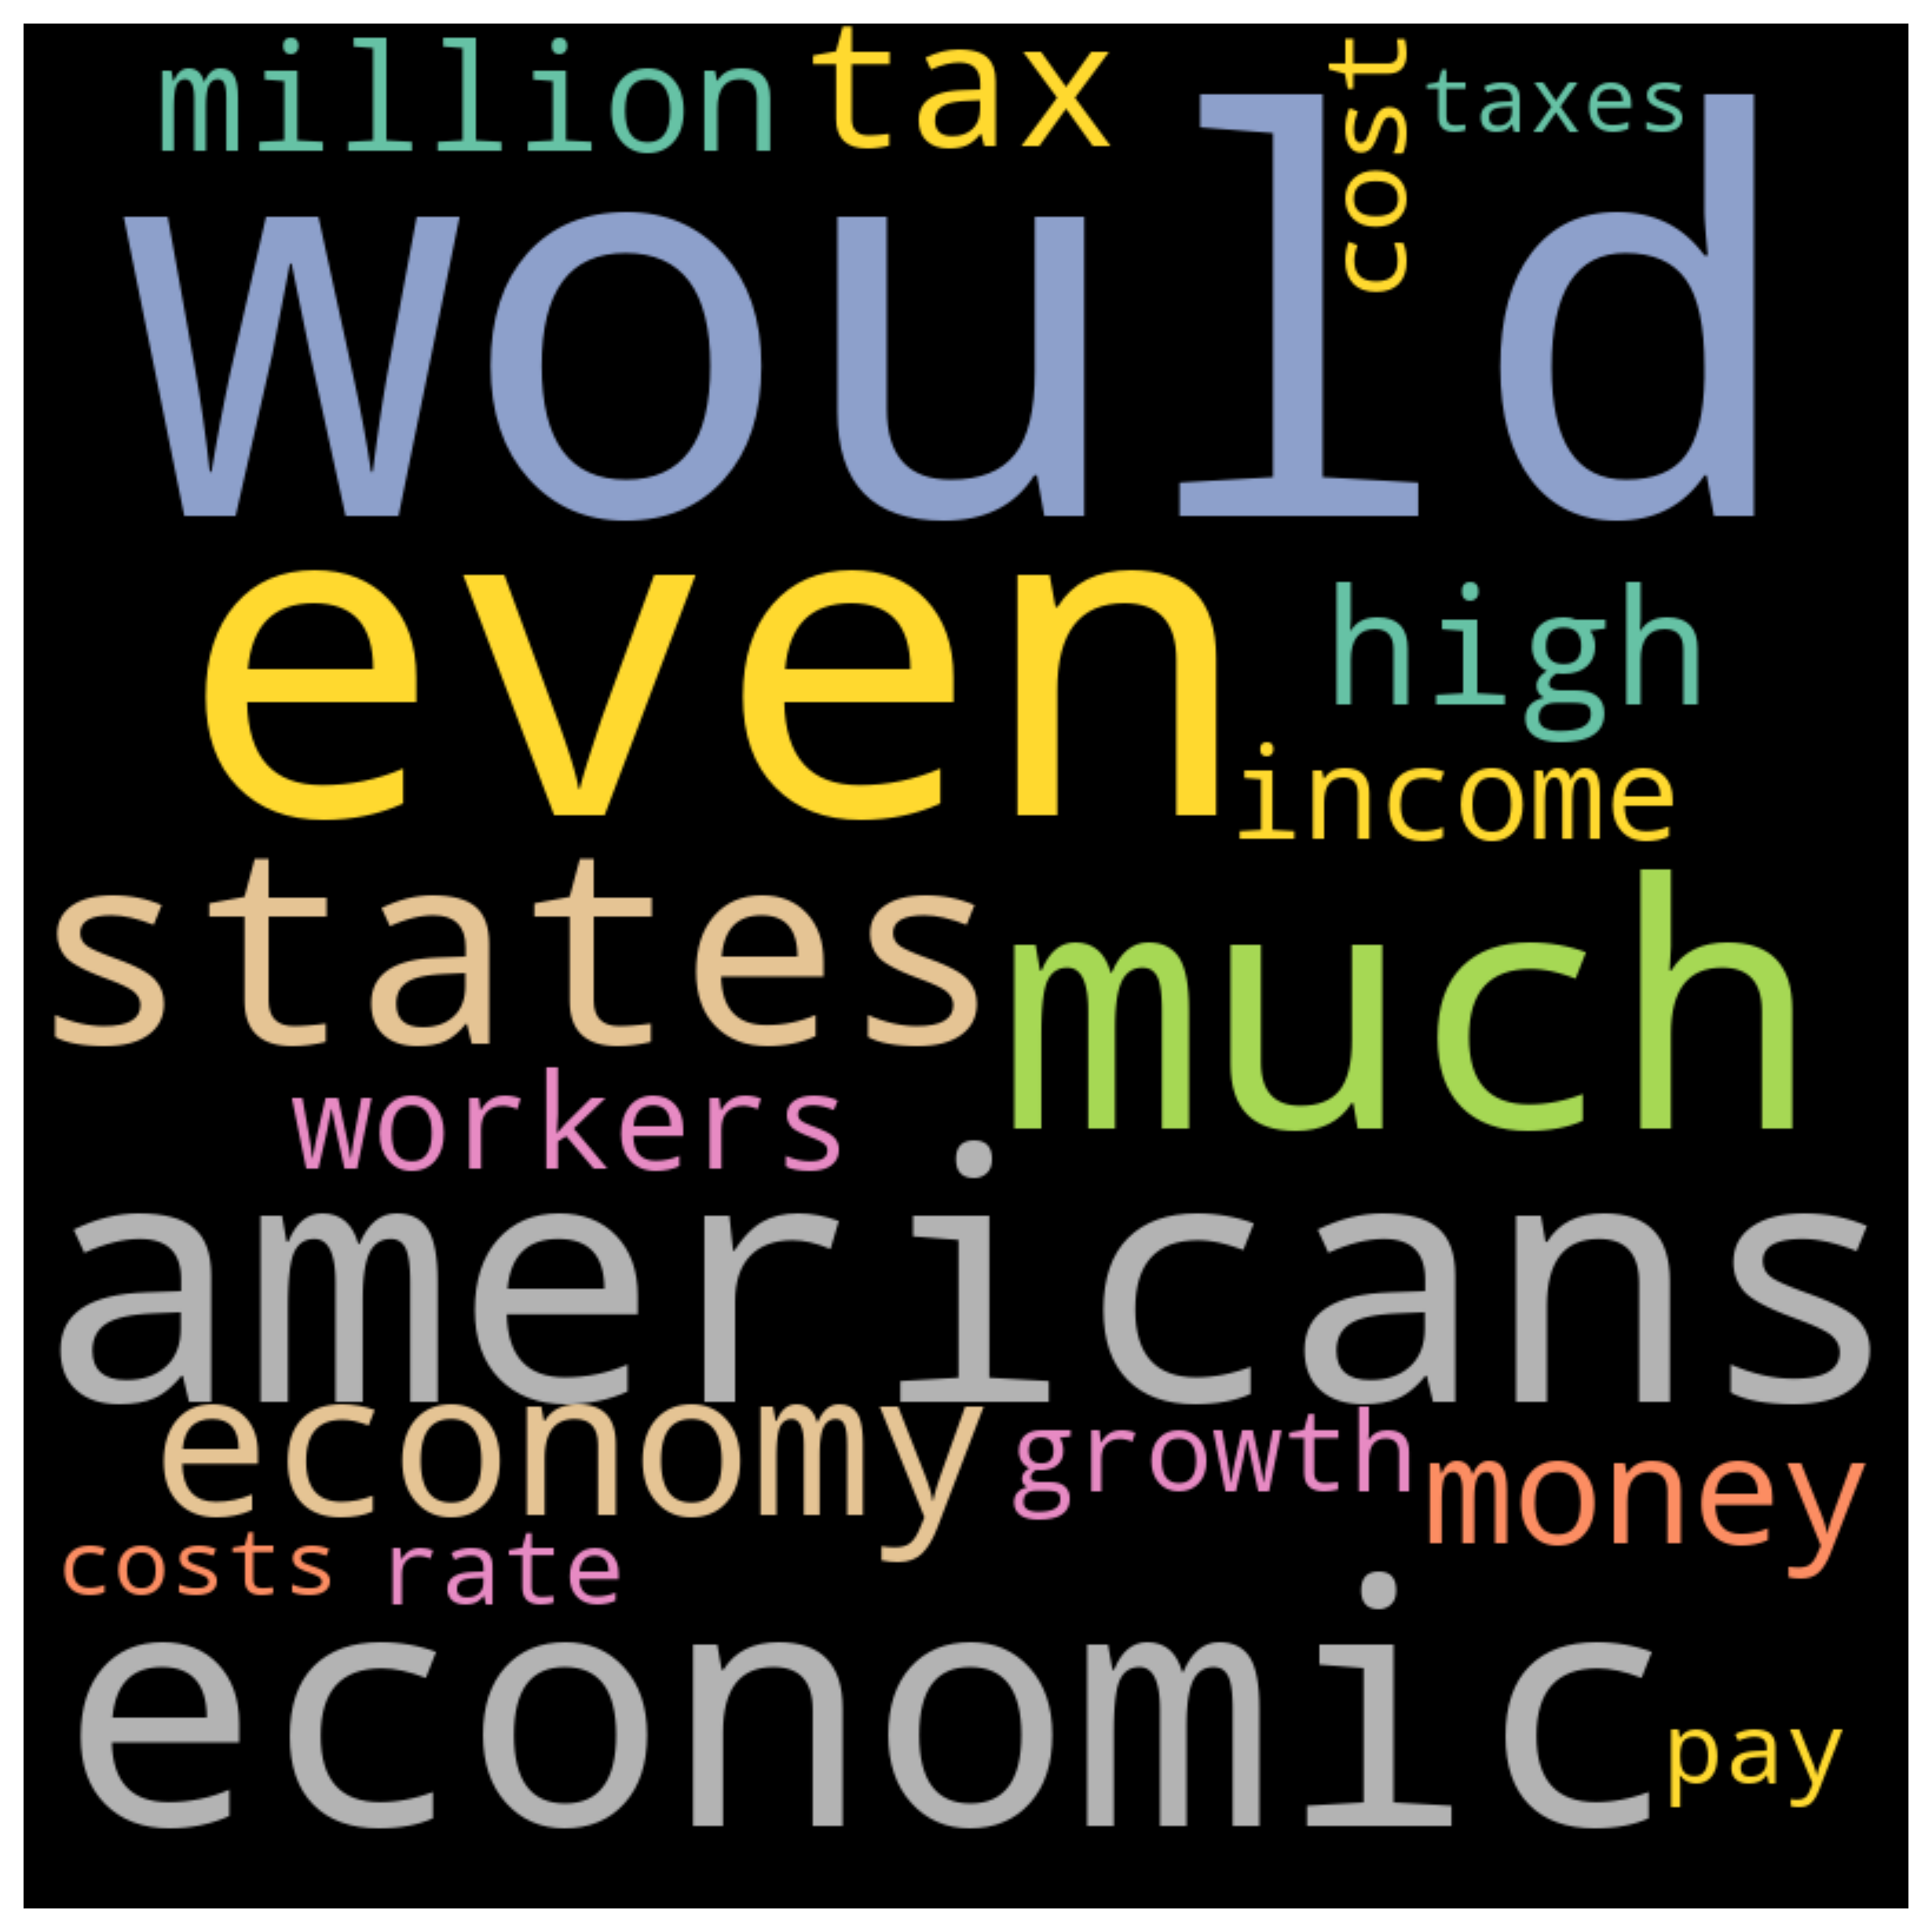 million tax cost taxes
would
even high
income
states much
workers
americans
economy growth money
costs rate
economic pay